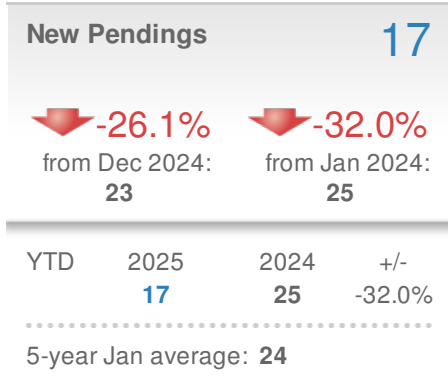 New Pendings 17
-26.1% -32.0%
from Dec 2024: from Jan 2024:
23 25
YTD 2025 2024 +/-
17 25 -32.0%
5-year Jan average: 24